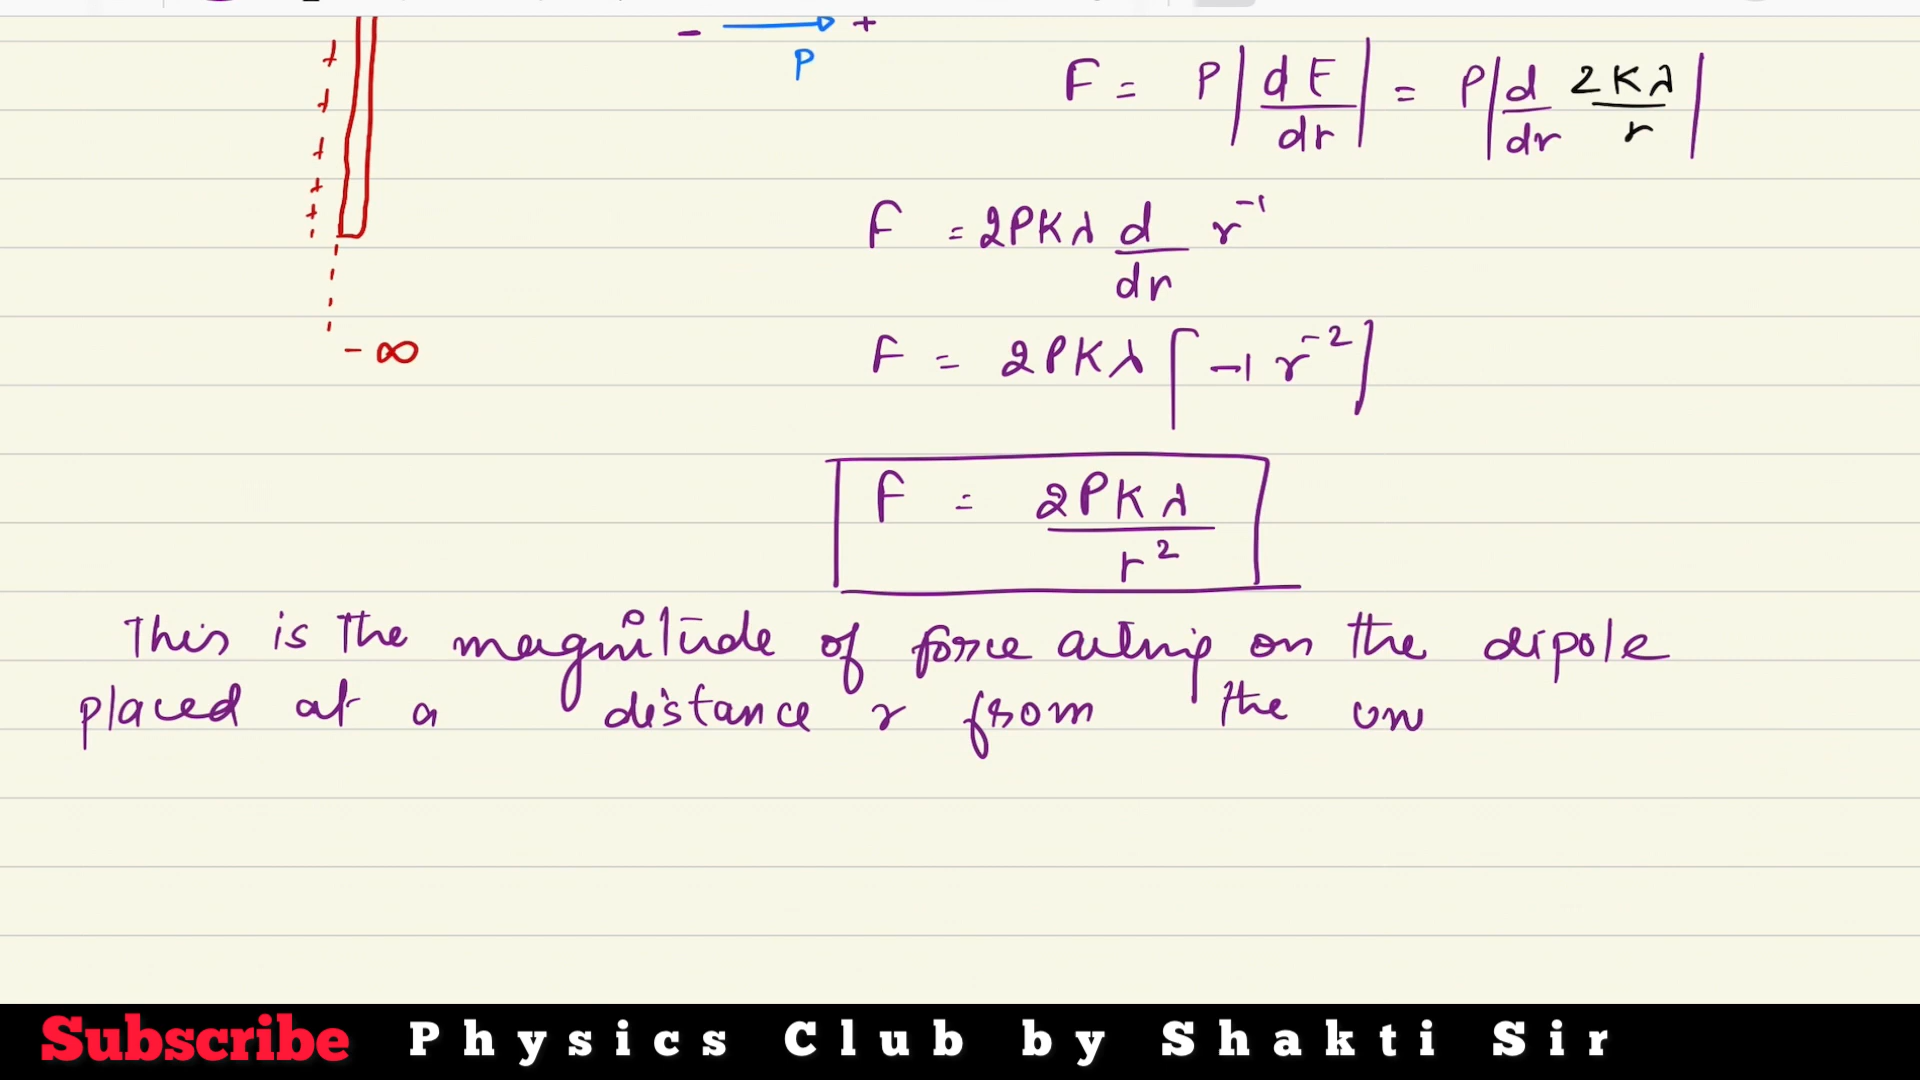 - → +
P
+
+
+
+
+
- ∞
F = P |dE/dr| = P |d/dr 2Kλ/r|
F = 2PKλ d/dr r⁻¹
F = 2PKλ [-1 r⁻²]
F = 2PKλ/r²
This is the magnitude of force acting on the dipole
placed at a distance r from the
Subscribe Physics Club by Shakti Sir